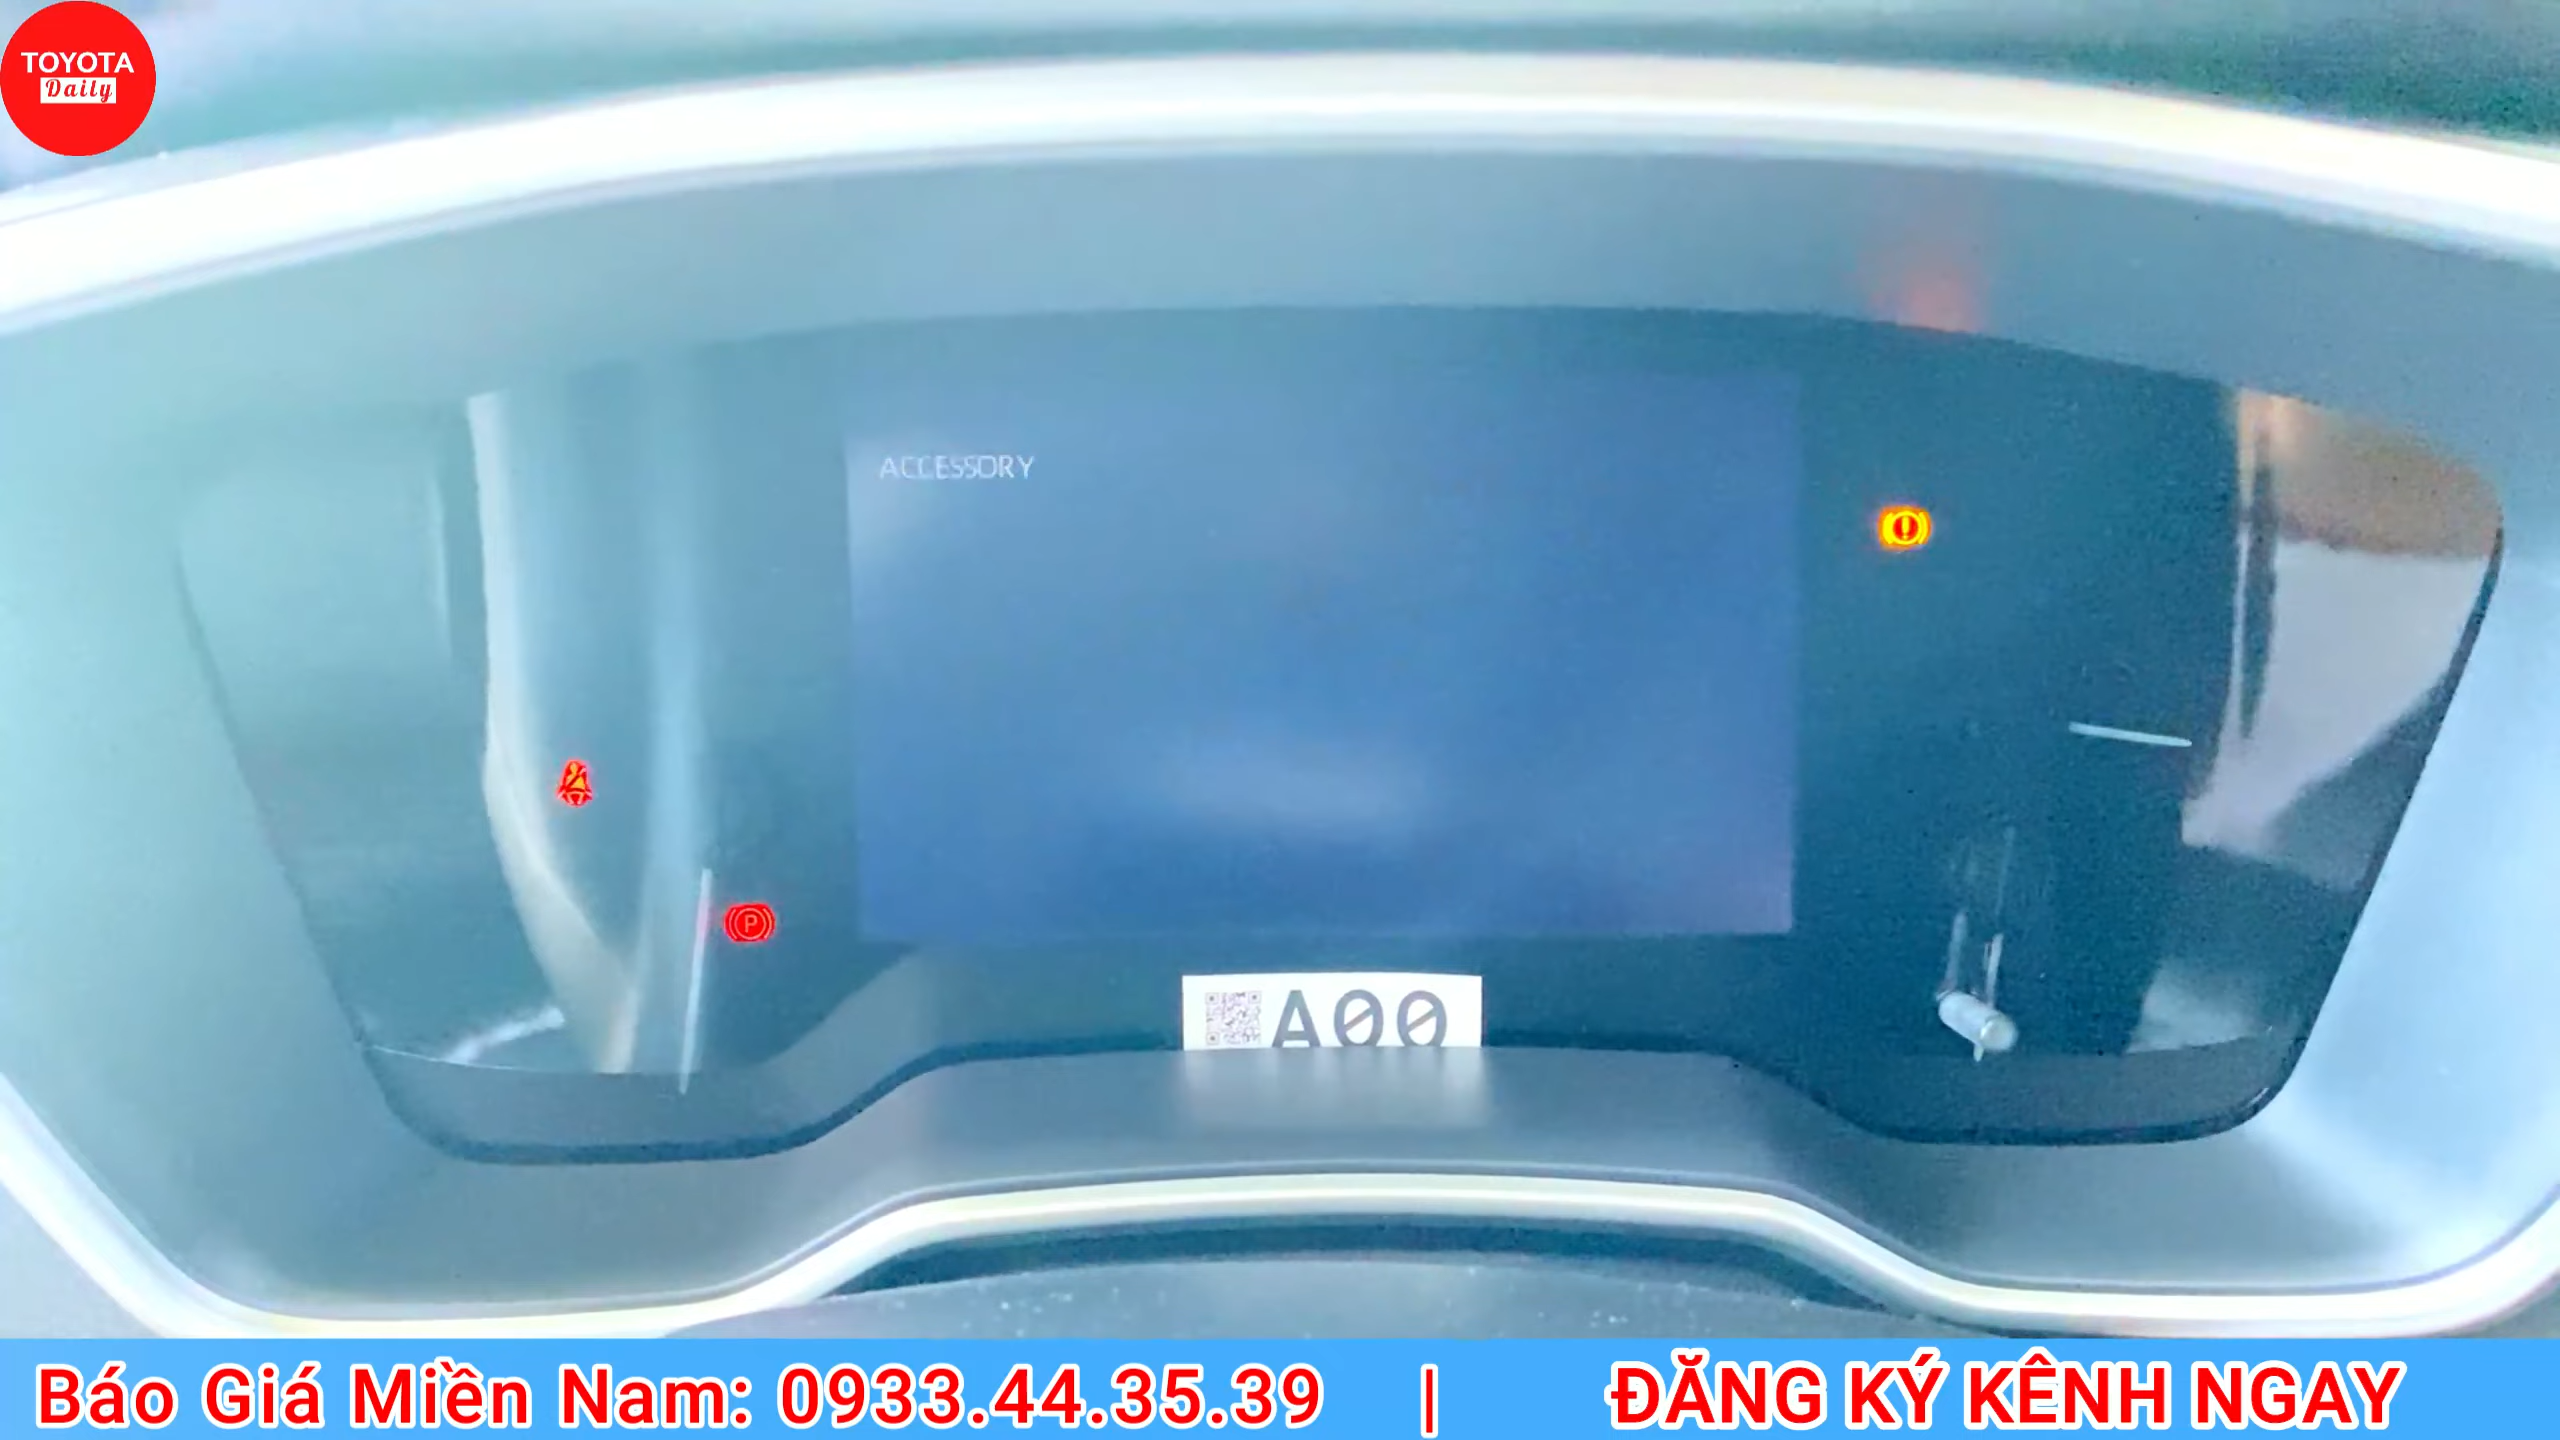 TOYOTA
Daily
ACCESSORY
P
A00
Báo Giá Miền Nam: 0933.44.35.39 | ĐĂNG KÝ KÊNH NGAY